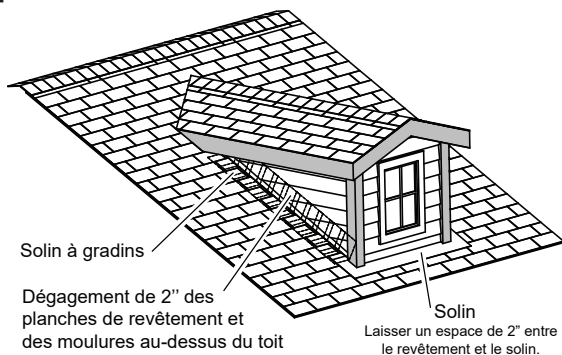 Solin à gradins
Dégagement de 2’’ des
planches de revêtement et
des moulures au-dessus du toit
Solin
Laisser un espace de 2” entre
le revêtement et le solin.